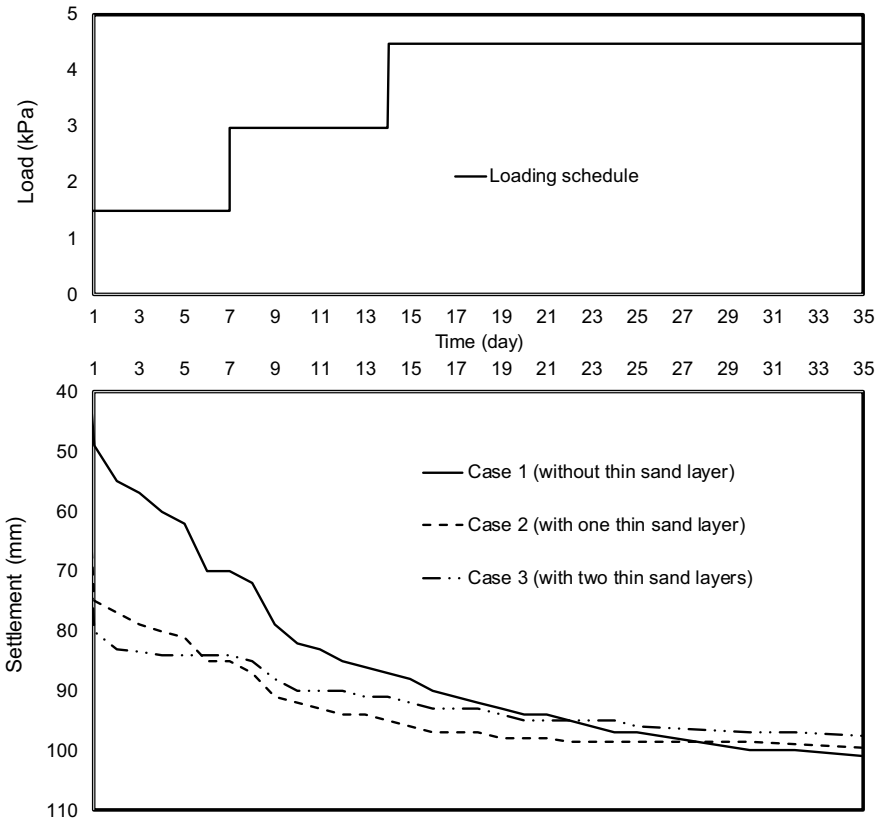 5
4
3
2
1
0
Load (kPa)
Loading schedule
1 3 5 7 9 11 13 15 17 19 21 23 25 27 29 31 33 35
Time (day)
1 3 5 7 9 11 13 15 17 19 21 23 25 27 29 31 33 35
40
50
60
70
80
90
100
110
Settlement (mm)
Case 1 (without thin sand layer)
Case 2 (with one thin sand layer)
Case 3 (with two thin sand layers)